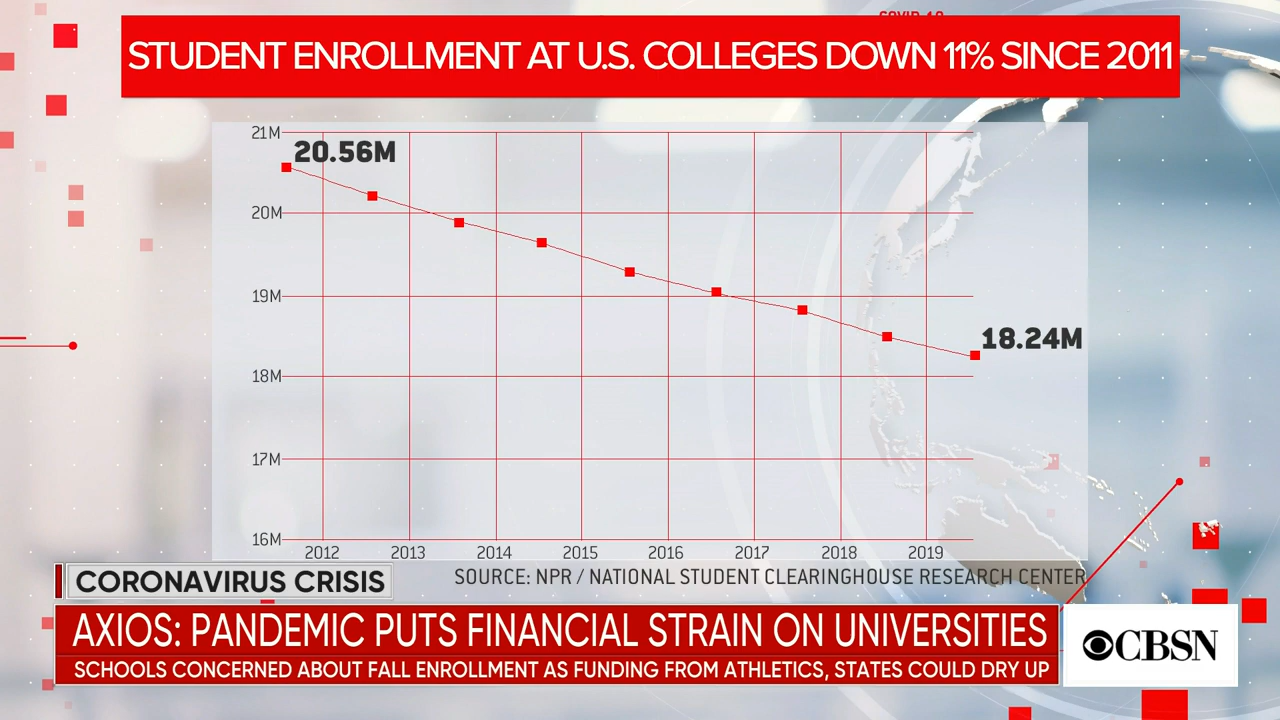 STUDENT ENROLLMENT AT U.S. COLLEGES DOWN 11% SINCE 2011
21M
20.56M
20M
19M
18.24M
18M
17M
16M
2012 2013 2014 2015 2016 2017 2018 2019
SOURCE: NPR / NATIONAL STUDENT CLEARINGHOUSE RESEARCH CENTER
CORONAVIRUS CRISIS
AXIOS: PANDEMIC PUTS FINANCIAL STRAIN ON UNIVERSITIES
SCHOOLS CONCERNED ABOUT FALL ENROLLMENT AS FUNDING FROM ATHLETICS, STATES COULD DRY UP
CBSN